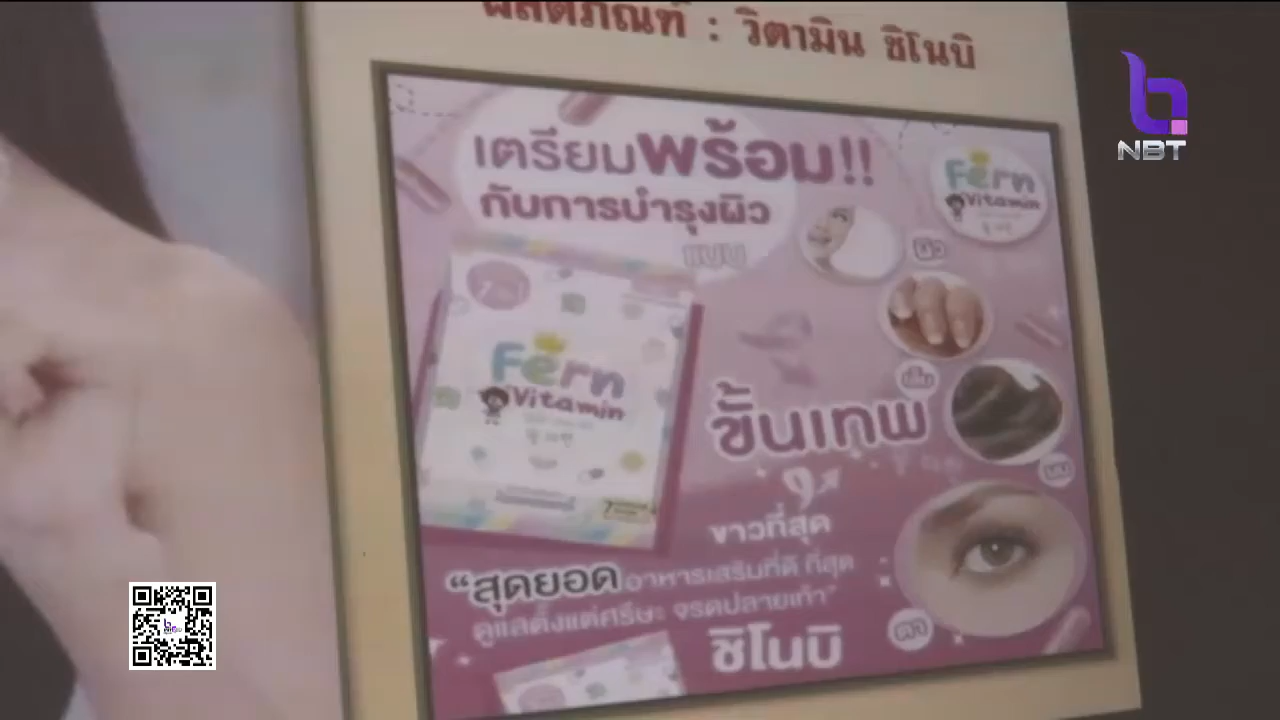 ผลิตภัณฑ์ : วิตามิน ชิโนบิ
NBT
เตรียมพร้อม!!
กับการบำรุงผิว
แบบ
Fern
Vitamin
ผิว
Fern
Vitamin
เล็บ
ขั้นเทพ
ผม
ขาวที่สุด
"สุดยอด อาหารเสริมที่ดี ที่สุด
ดูแลตั้งแต่ศรีษะ จรดปลายเท้า"
ชิโนบิ
ตา